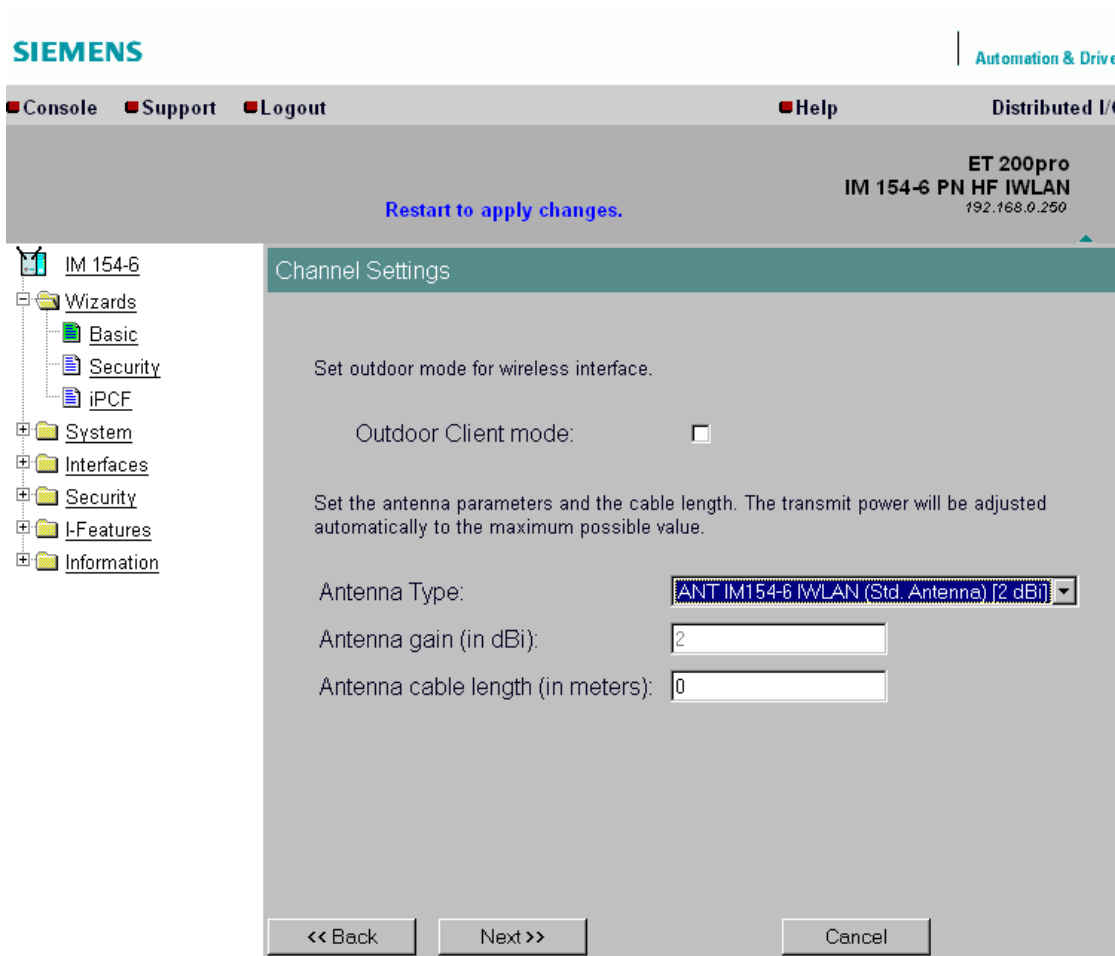 SIEMENS
Automation & Drive
Console Support Logout Help Distributed I/
ET 200pro
IM 154-6 PN HF IWLAN
Restart to apply changes.
192.168.0.250
IM 154-6
Wizards
Basic
Security
iPCF
System
Interfaces
Security
I-Features
Information
Channel Settings
Set outdoor mode for wireless interface.
Outdoor Client mode:
Set the antenna parameters and the cable length. The transmit power will be adjusted
automatically to the maximum possible value.
Antenna Type: ANT IM154-6 IWLAN (Std. Antenna) [2 dBi]
Antenna gain (in dBi): 2
Antenna cable length (in meters): 0
<< Back Next >> Cancel